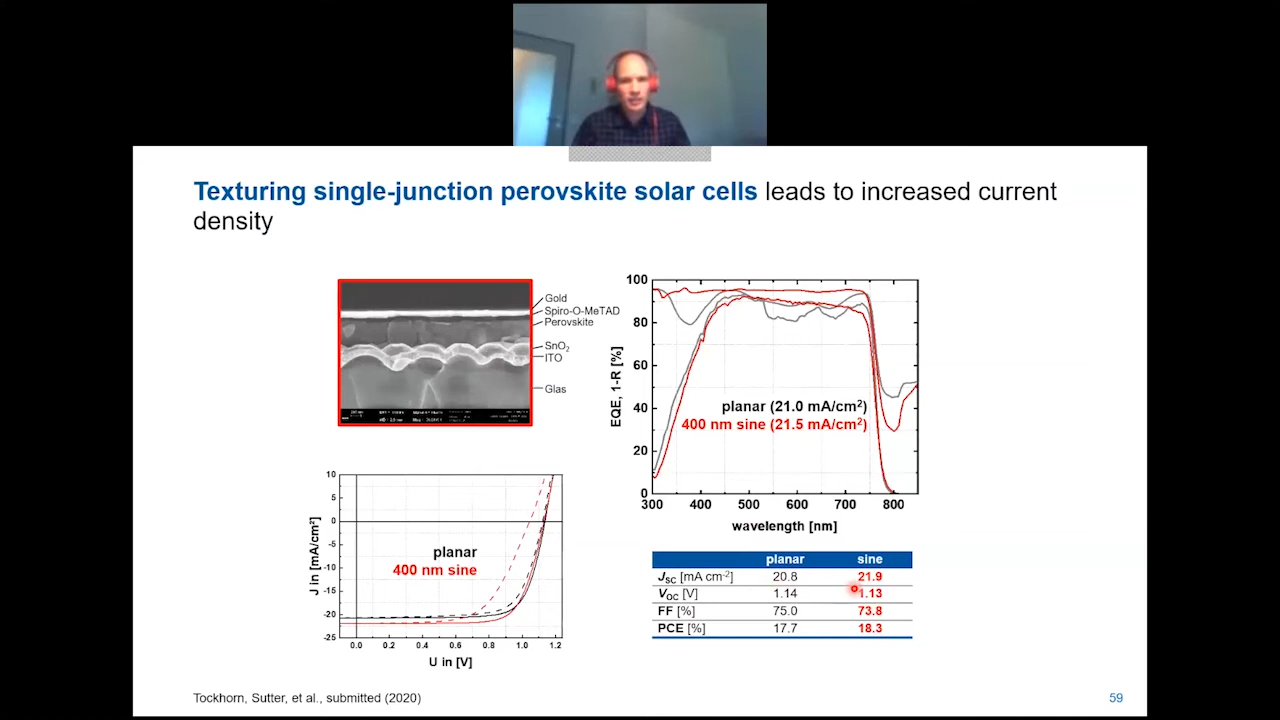 Texturing single-junction perovskite solar cells leads to increased current
density
Gold
Spiro-O-MeTAD
Perovskite
SnO2
ITO
Glas
100
80
60
40
20
0
EQE, 1-R [%]
planar (21.0 mA/cm²)
400 nm sine (21.5 mA/cm²)
300 400 500 600 700 800
wavelength [nm]
10
5
0
-5
-10
-15
-20
-25
J in [mA/cm²]
planar
400 nm sine
0.0 0.2 0.4 0.6 0.8 1.0 1.2
U in [V]
planar sine
JSC [mA cm-2] 20.8 21.9
VOC [V] 1.14 1.13
FF [%] 75.0 73.8
PCE [%] 17.7 18.3
Tockhorn, Sutter, et al., submitted (2020)
59